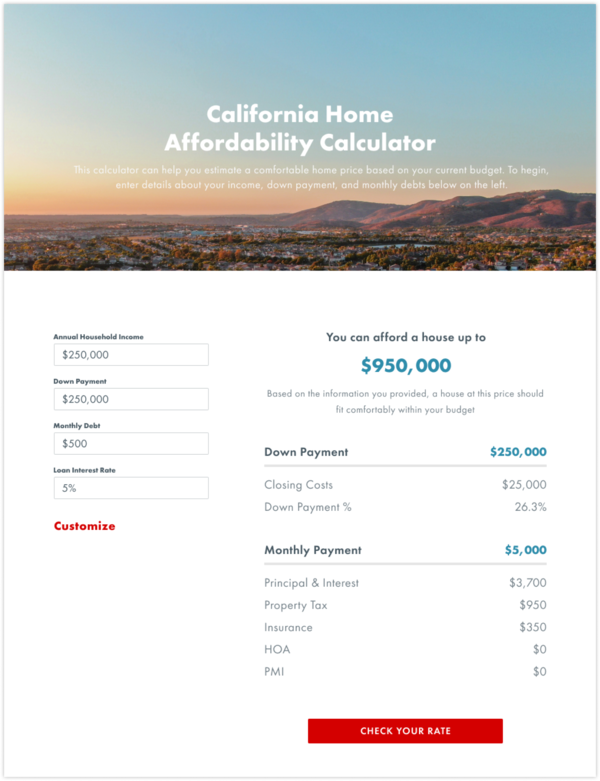 California Home
Affordability Calculator
This calculator can help you estimate a comfortable home price based on your current budget. To hegin,
enter details about your income, down payment, and monthly debts below on the left.
Annual Household Income
$250,000
Down Payment
$250,000
Monthly Debt
$500
Loan Interest Rate
5%
Customize
You can afford a house up to
$950,000
Based on the information you provided, a house at this price should
fit comfortably within your budget
Down Payment $250,000
Closing Costs $25,000
Down Payment % 26.3%
Monthly Payment $5,000
Principal & Interest $3,700
Property Tax $950
Insurance $350
HOA $0
PMI $0
CHECK YOUR RATE